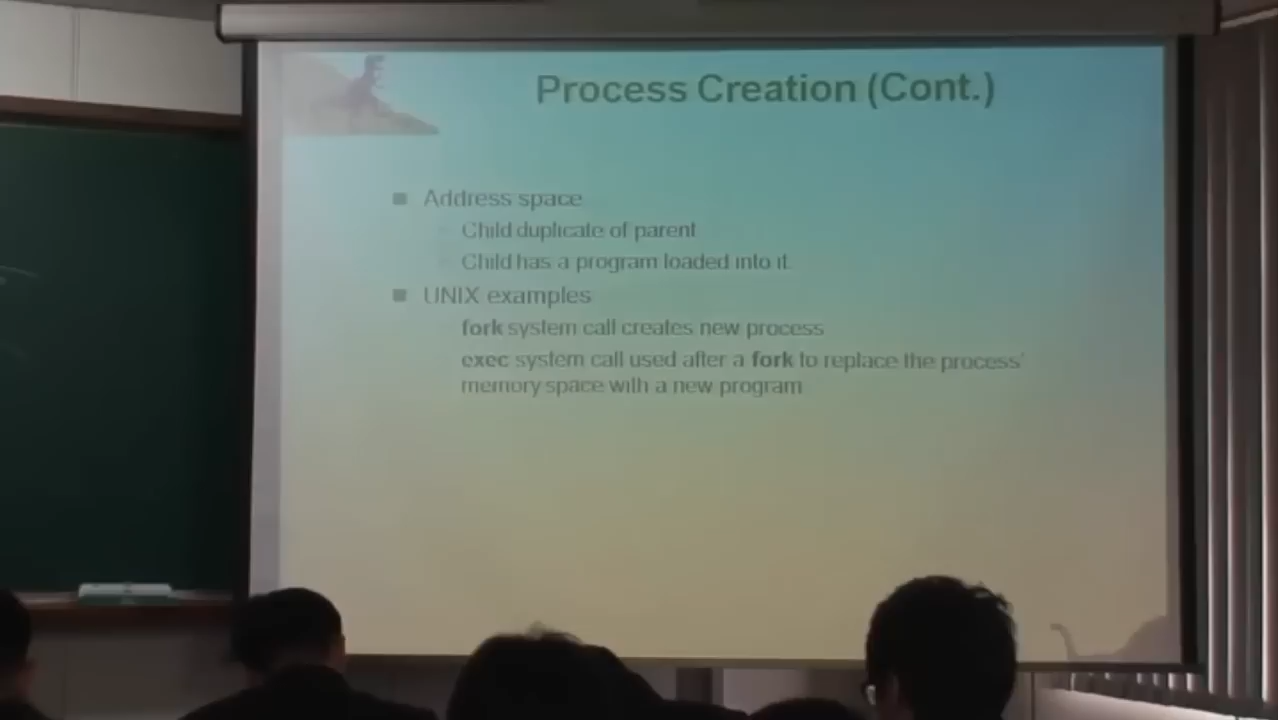 Process Creation (Cont.)
Address space
Child duplicate of parent
Child has a program loaded into it.
UNIX examples
fork system call creates new process
exec system call used after a fork to replace the process'
memory space with a new program